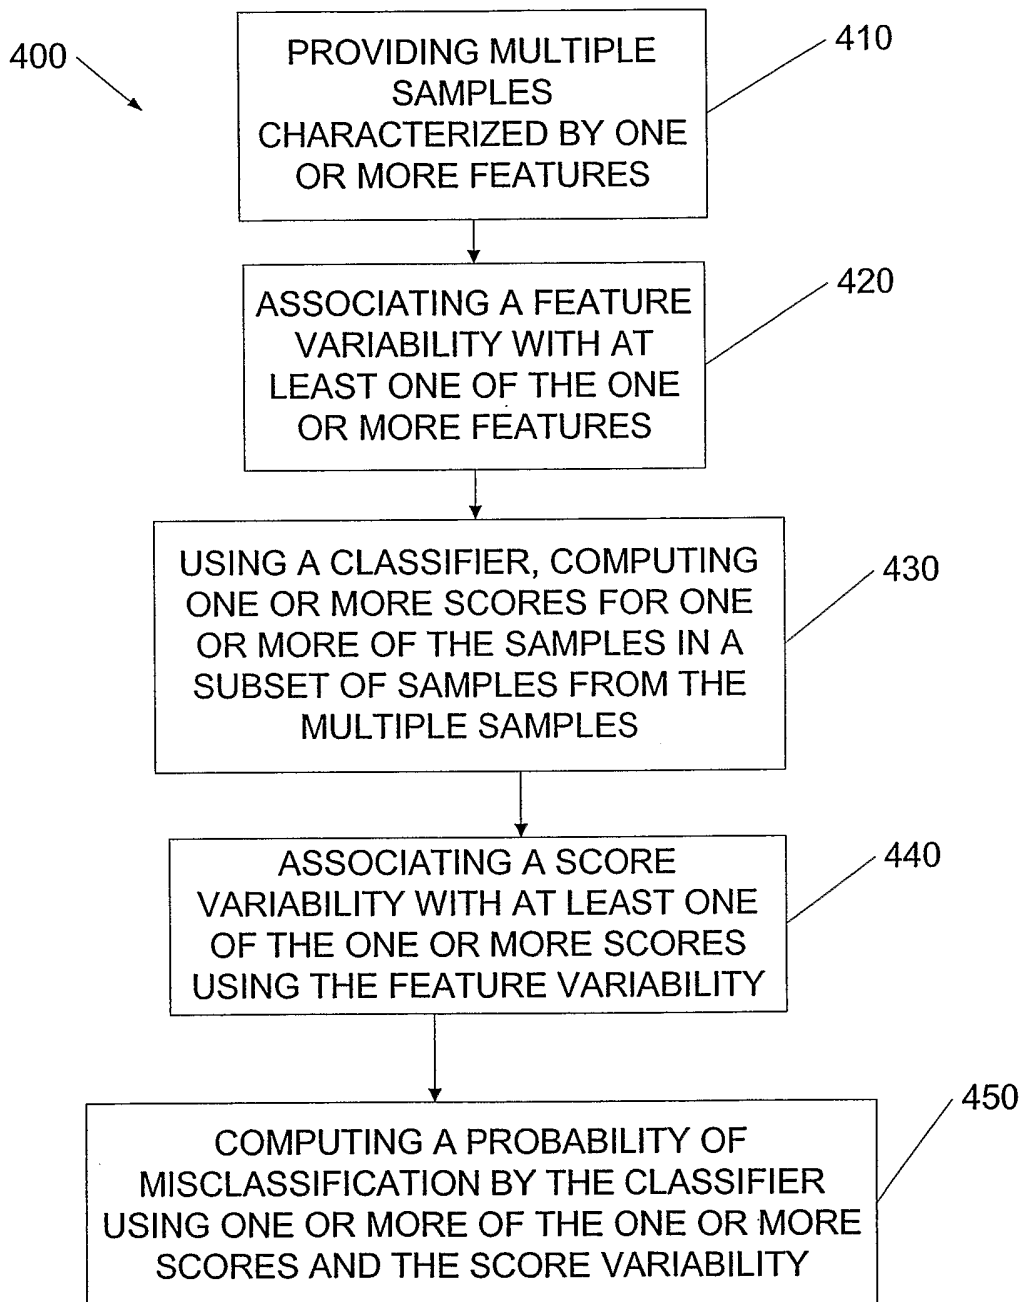 400
410
PROVIDING MULTIPLE
SAMPLES
CHARACTERIZED BY ONE
OR MORE FEATURES
420
ASSOCIATING A FEATURE
VARIABILITY WITH AT
LEAST ONE OF THE ONE
OR MORE FEATURES
430
USING A CLASSIFIER, COMPUTING
ONE OR MORE SCORES FOR ONE
OR MORE OF THE SAMPLES IN A
SUBSET OF SAMPLES FROM THE
MULTIPLE SAMPLES
440
ASSOCIATING A SCORE
VARIABILITY WITH AT LEAST ONE
OF THE ONE OR MORE SCORES
USING THE FEATURE VARIABILITY
450
COMPUTING A PROBABILITY OF
MISCLASSIFICATION BY THE CLASSIFIER
USING ONE OR MORE OF THE ONE OR MORE
SCORES AND THE SCORE VARIABILITY